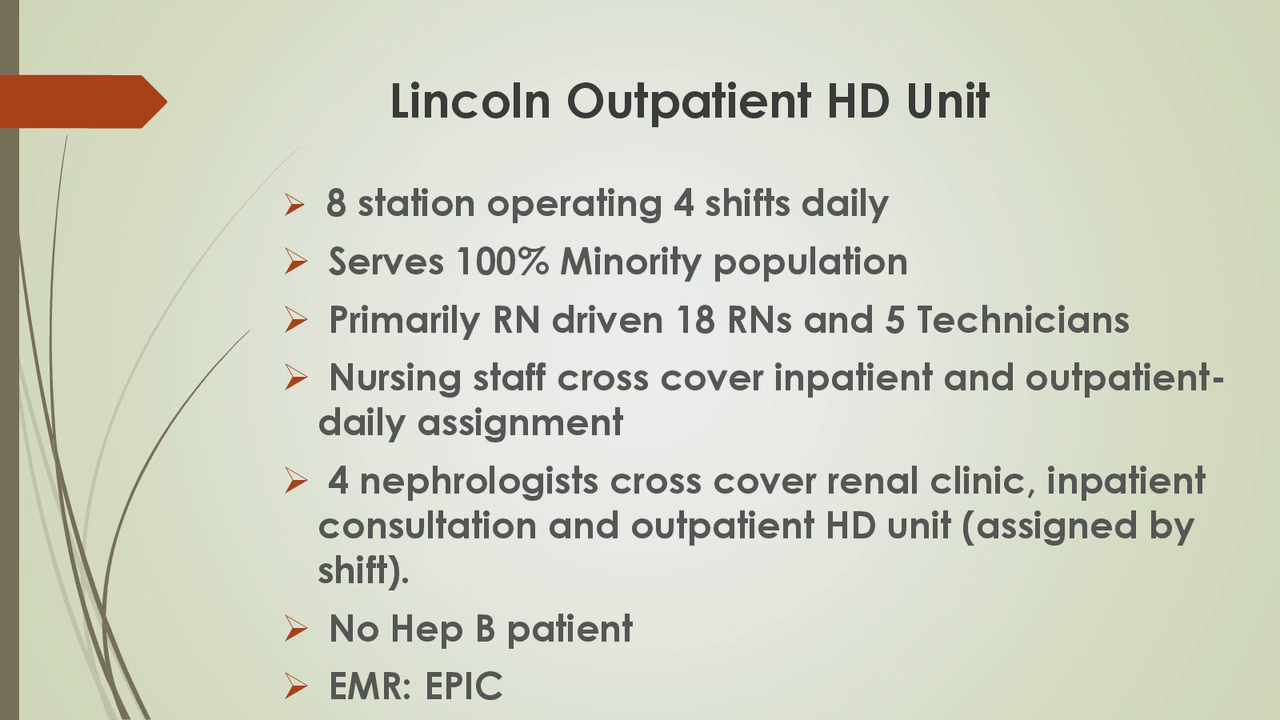 Lincoln Outpatient HD Unit
8 station operating 4 shifts daily
Serves 100% Minority population
Primarily RN driven 18 RNs and 5 Technicians
Nursing staff cross cover inpatient and outpatient-
daily assignment
4 nephrologists cross cover renal clinic, inpatient
consultation and outpatient HD unit (assigned by
shift).
No Hep B patient
EMR: EPIC